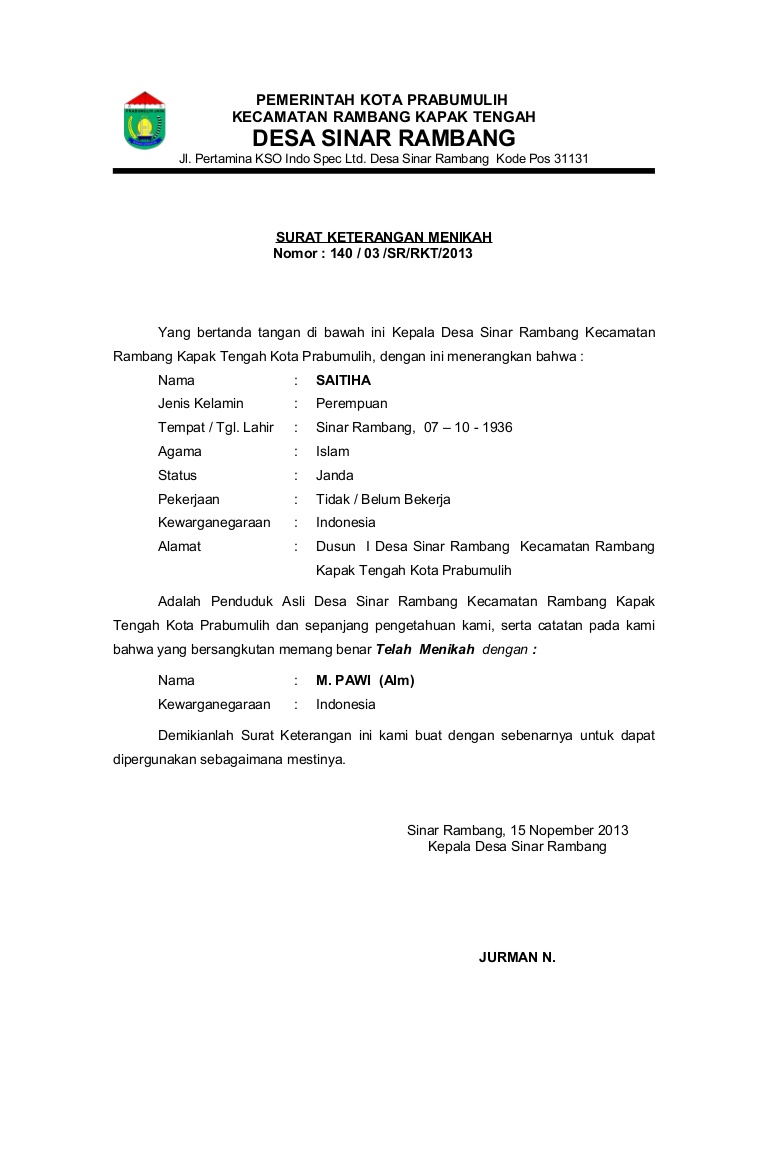 PEMERINTAH KOTA PRABUMULIH
KECAMATAN RAMBANG KAPAK TENGAH
DESA SINAR RAMBANG
Jl. Pertamina KSO Indo Spec Ltd. Desa Sinar Rambang Kode Pos 31131
SURAT KETERANGAN MENIKAH
Nomor : 140 / 03 /SR/RKT/2013
Yang bertanda tangan di bawah ini Kepala Desa Sinar Rambang Kecamatan
Rambang Kapak Tengah Kota Prabumulih, dengan ini menerangkan bahwa :
Nama : SAITIHA
Jenis Kelamin : Perempuan
Tempat / Tgl. Lahir : Sinar Rambang, 07 – 10 - 1936
Agama : Islam
Status : Janda
Pekerjaan : Tidak / Belum Bekerja
Kewarganegaraan : Indonesia
Alamat : Dusun I Desa Sinar Rambang Kecamatan Rambang
Kapak Tengah Kota Prabumulih
Adalah Penduduk Asli Desa Sinar Rambang Kecamatan Rambang Kapak
Tengah Kota Prabumulih dan sepanjang pengetahuan kami, serta catatan pada kami
bahwa yang bersangkutan memang benar Telah Menikah dengan :
Nama : M. PAWI (Alm)
Kewarganegaraan : Indonesia
Demikianlah Surat Keterangan ini kami buat dengan sebenarnya untuk dapat
dipergunakan sebagaimana mestinya.
Sinar Rambang, 15 Nopember 2013
Kepala Desa Sinar Rambang
JURMAN N.